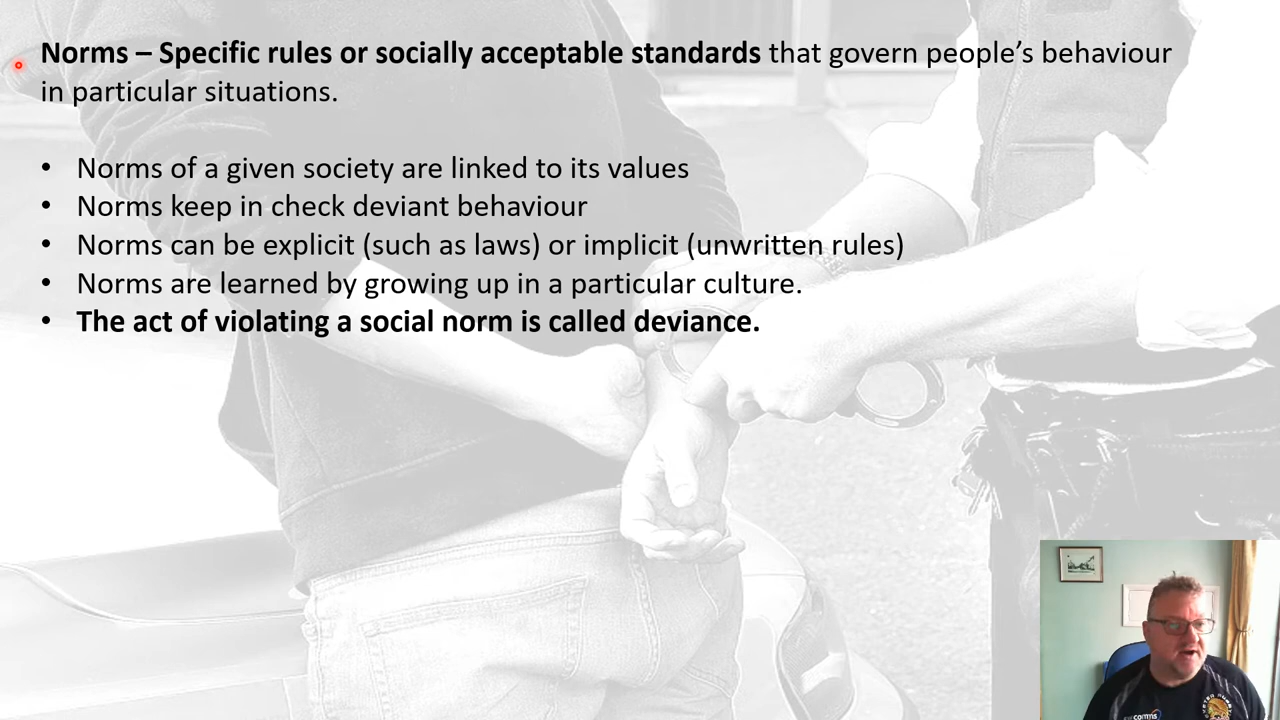 Norms – Specific rules or socially acceptable standards that govern people's behaviour
in particular situations.
• Norms of a given society are linked to its values
• Norms keep in check deviant behaviour
• Norms can be explicit (such as laws) or implicit (unwritten rules)
• Norms are learned by growing up in a particular culture.
• The act of violating a social norm is called deviance.